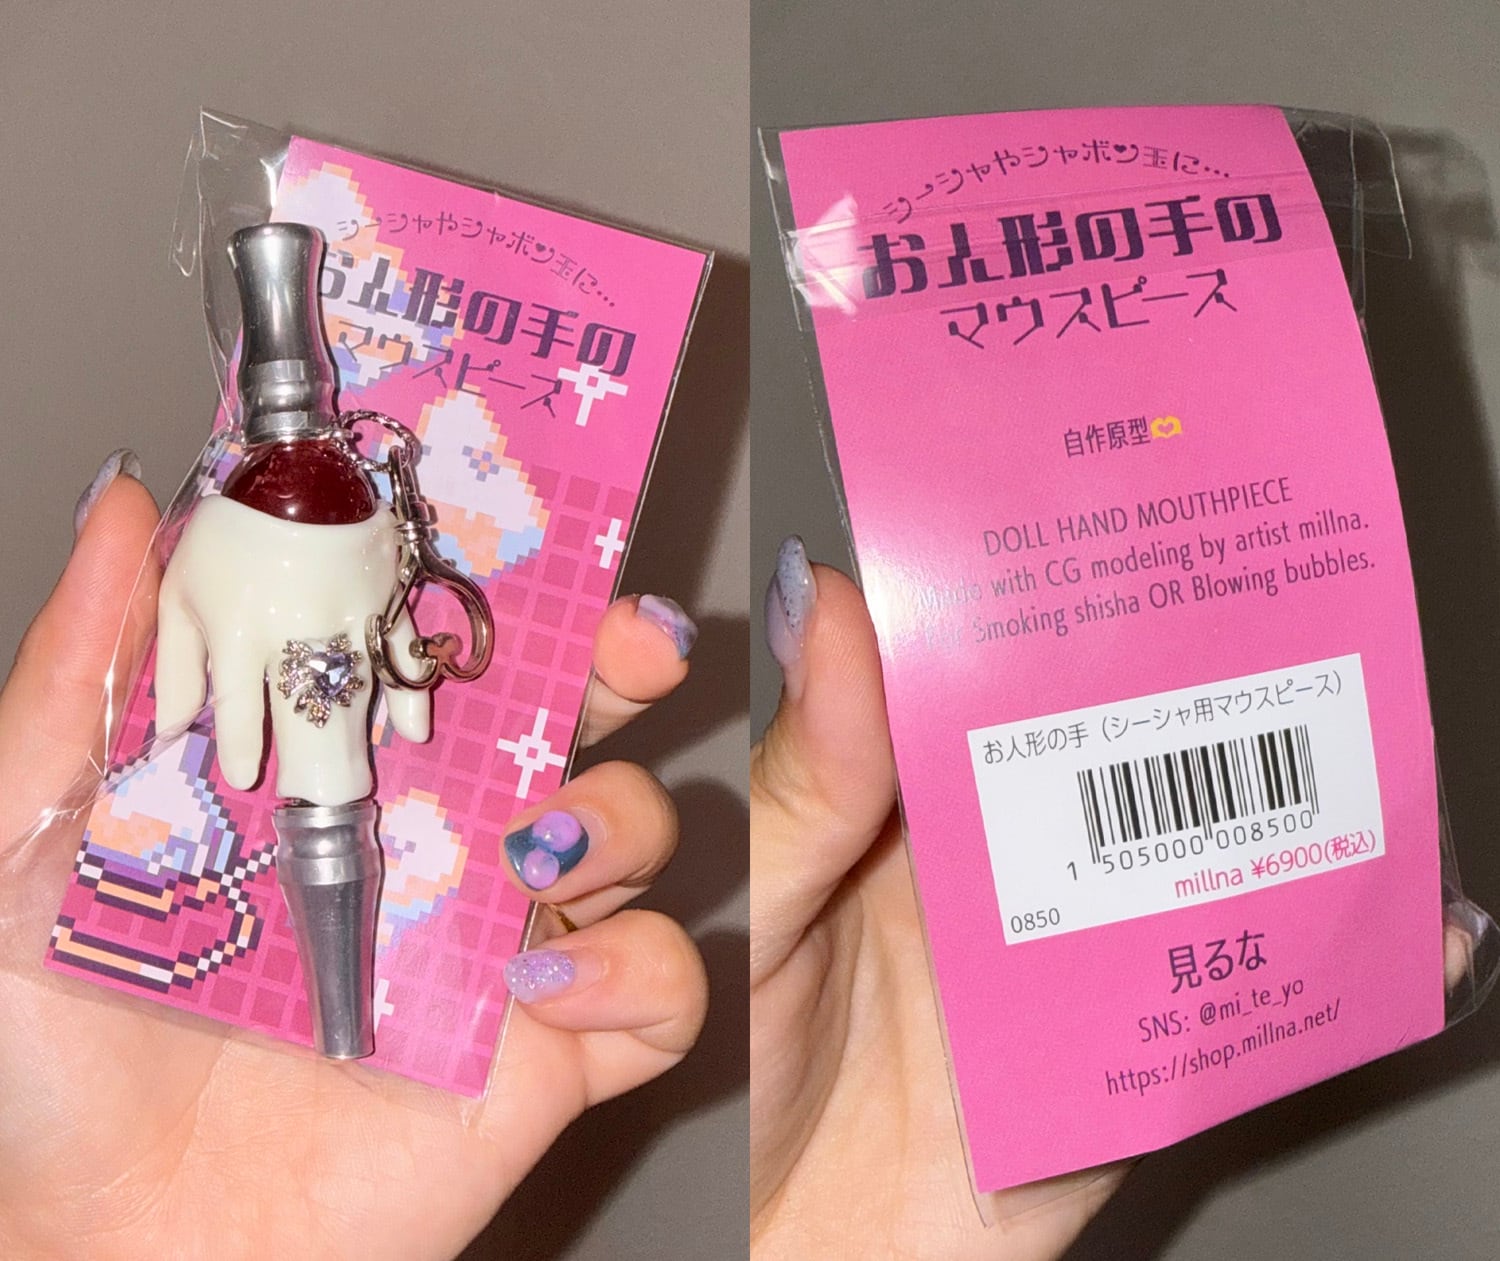 シーシャやシャボン玉に…
お人形の手の
マウスピース
シーシャやシャボン玉に…
お人形の手の
マウスピース
自作原型🫶
DOLL HAND MOUTHPIECE
Made with CG modeling by artist millna.
For Smoking shisha OR Blowing bubbles.
お人形の手（シーシャ用マウスピース）
1 505000 008500
millna ¥6900(税込)
0850
見るな
SNS: @mi_te_yo
https://shop.millna.net/